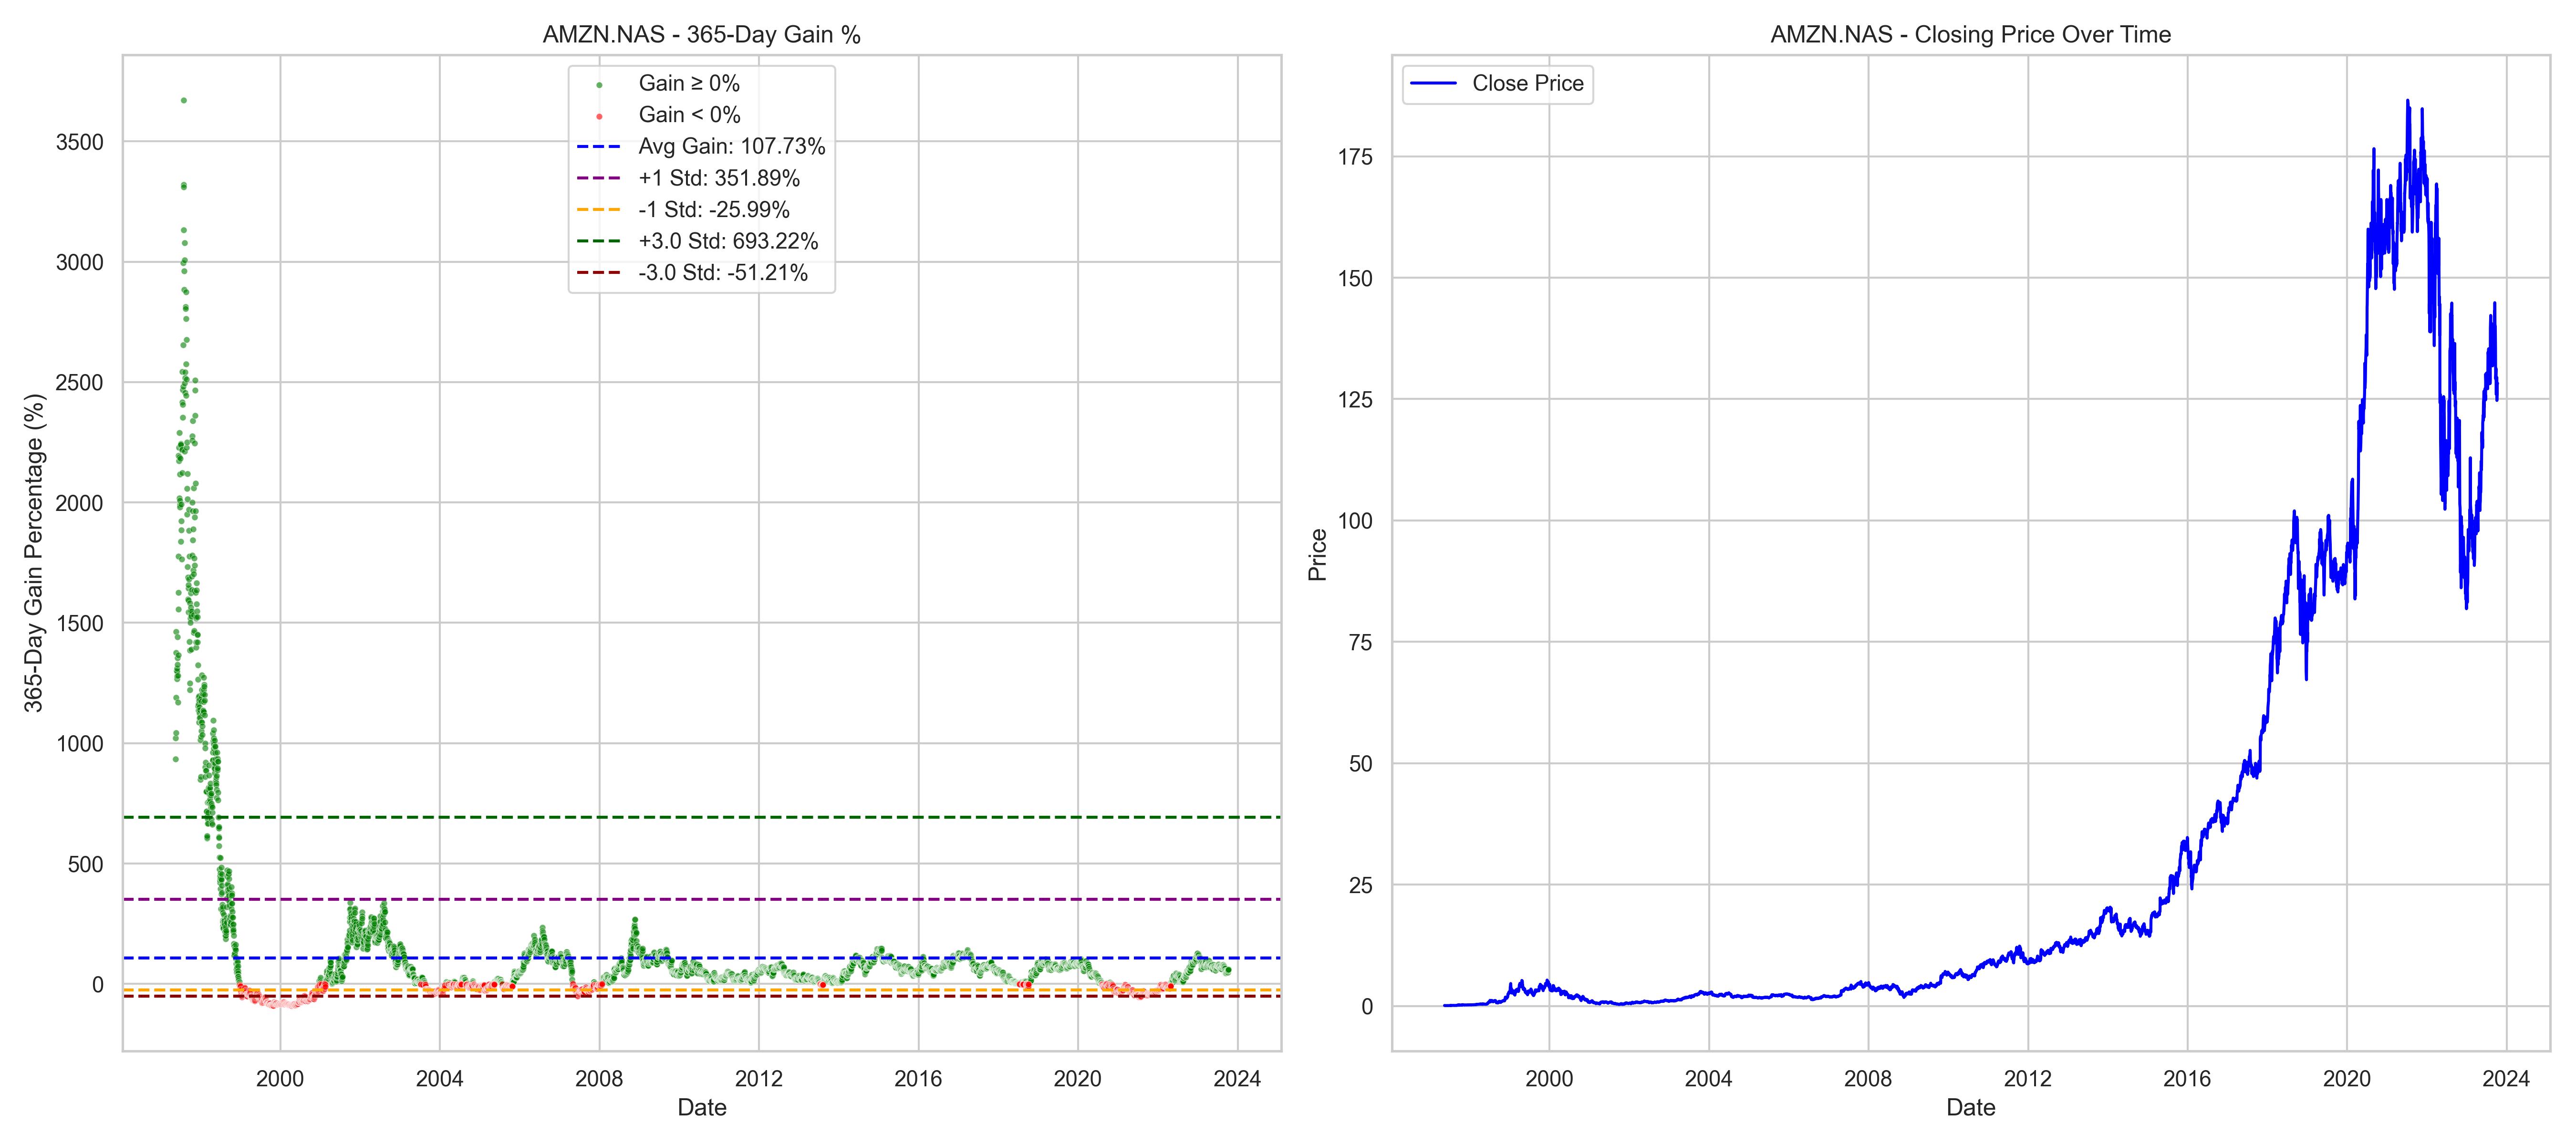 AMZN.NAS - 365-Day Gain %
Gain ≥ 0%
Gain < 0%
Avg Gain: 107.73%
+1 Std: 351.89%
-1 Std: -25.99%
+3.0 Std: 693.22%
-3.0 Std: -51.21%
365-Day Gain Percentage (%)
3500
3000
2500
2000
1500
1000
500
0
2000 2004 2008 2012 2016 2020 2024
Date
AMZN.NAS - Closing Price Over Time
Close Price
Price
175
150
125
100
75
50
25
0
2000 2004 2008 2012 2016 2020 2024
Date